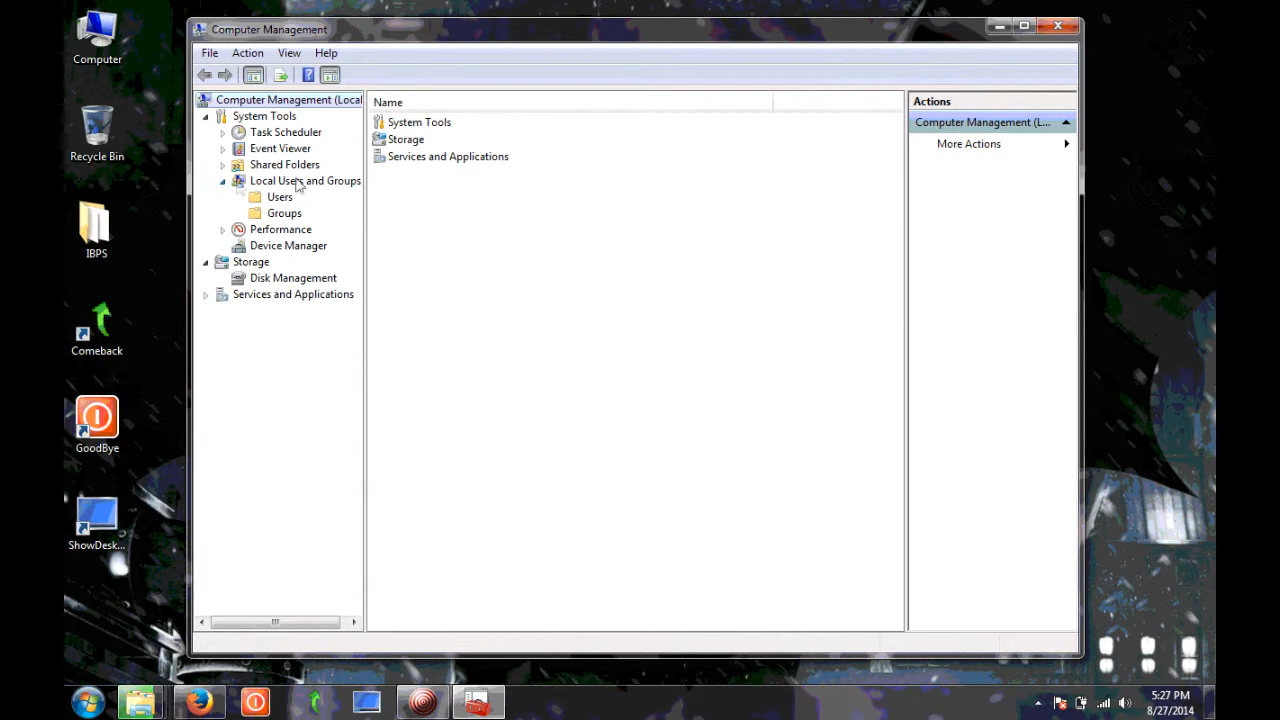 Computer
Recycle Bin
IBPS
Comeback
GoodBye
ShowDesk...
Computer Management
File Action View Help
Computer Management (Local
System Tools
Task Scheduler
Event Viewer
Shared Folders
Local Users and Groups
Users
Groups
Performance
Device Manager
Storage
Disk Management
Services and Applications
Name
System Tools
Storage
Services and Applications
Actions
Computer Management (L...
More Actions
5:27 PM
8/27/2014